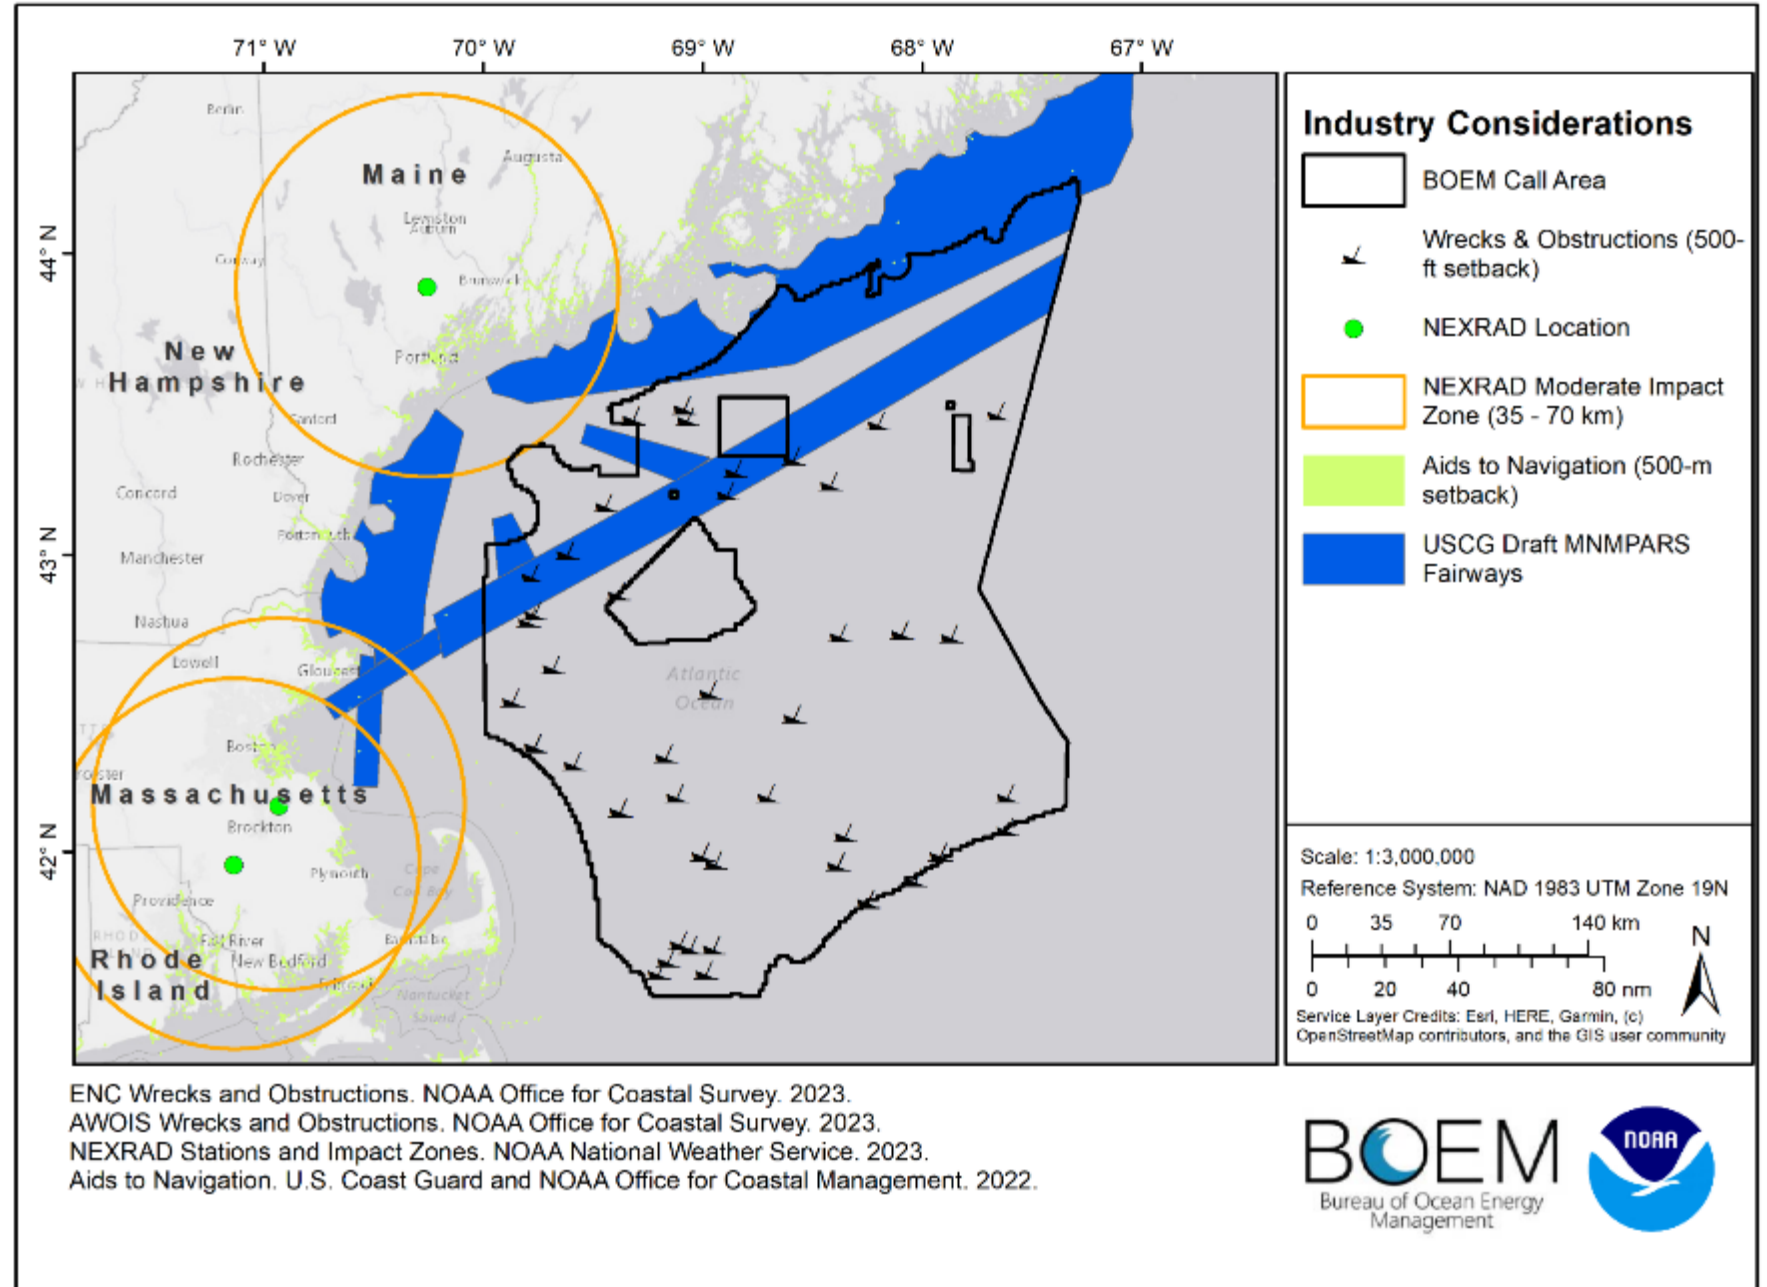 71° W 70° W 69° W 68° W 67° W
44° N
43° N
42° N
Berlin
Augusta
Maine
Lewiston
Auburn
Conway
Brunswick
New
Hampshire
Portland
Sanford
Rochester
Concord
Dover
Portsmouth
Manchester
Nashua
Lowell
Atlantic
Ocean
Boston
Massachusetts
Brockton
Plymouth
Cape
Cod Bay
Providence
Fall River
Barnstable
New Bedford
Rhode
Island
Nantucket
Sound
Industry Considerations
BOEM Call Area
Wrecks & Obstructions (500-
ft setback)
NEXRAD Location
NEXRAD Moderate Impact
Zone (35 - 70 km)
Aids to Navigation (500-m
setback)
USCG Draft MNMPARS
Fairways
Scale: 1:3,000,000
Reference System: NAD 1983 UTM Zone 19N
0 35 70 140 km
0 20 40 80 nm
N
Service Layer Credits: Esri, HERE, Garmin, (c)
OpenStreetMap contributors, and the GIS user community
ENC Wrecks and Obstructions. NOAA Office for Coastal Survey. 2023.
AWOIS Wrecks and Obstructions. NOAA Office for Coastal Survey. 2023.
NEXRAD Stations and Impact Zones. NOAA National Weather Service. 2023.
Aids to Navigation. U.S. Coast Guard and NOAA Office for Coastal Management. 2022.
BOEM
Bureau of Ocean Energy
Management
NOAA